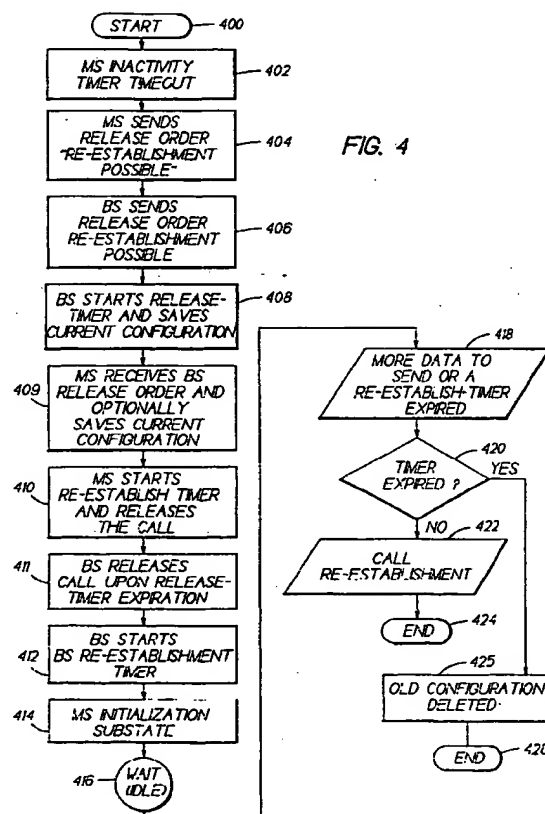 START
400
MS INACTIVITY
TIMER TIMEOUT
402
MS SENDS
RELEASE ORDER
"RE-ESTABLISHMENT
POSSIBLE"
404
FIG. 4
BS SENDS
RELEASE ORDER
RE-ESTABLISHMENT
POSSIBLE
406
BS STARTS RELEASE-
TIMER AND SAVES
CURRENT CONFIGURATION
408
409
MS RECEIVES BS
RELEASE ORDER AND
OPTIONALLY
SAVES CURRENT
CONFIGURATION
410
MS STARTS
RE-ESTABLISH TIMER
AND RELEASES
THE CALL
411
BS RELEASES
CALL UPON RELEASE-
TIMER EXPIRATION
412
BS STARTS
BS RE-ESTABLISHMENT
TIMER
414
MS INITIALIZATION
SUBSTATE
416
WAIT
(IDLE)
418
MORE DATA TO
SEND OR A
RE-ESTABLISH-TIMER
EXPIRED
420
TIMER
EXPIRED ?
YES
NO
422
CALL
RE-ESTABLISHMENT
END
424
425
OLD CONFIGURATION
DELETED.
END
428